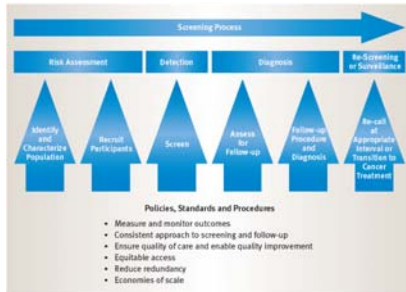 Screening Process
Risk Assessment
Detection
Diagnosis
Re-Screening
or Surveillance
Identify
and
Characterize
Population
Recruit
Participants
Screen
Assess
for
Follow-up
Follow-up
Procedure
and
Diagnosis
Re-call
at
Appropriate
Interval or
Transition to
Cancer
Treatment
Policies, Standards and Procedures
• Measure and monitor outcomes
• Consistent approach to screening and follow-up
• Ensure quality of care and enable quality improvement
• Equitable access
• Reduce redundancy
• Economies of scale